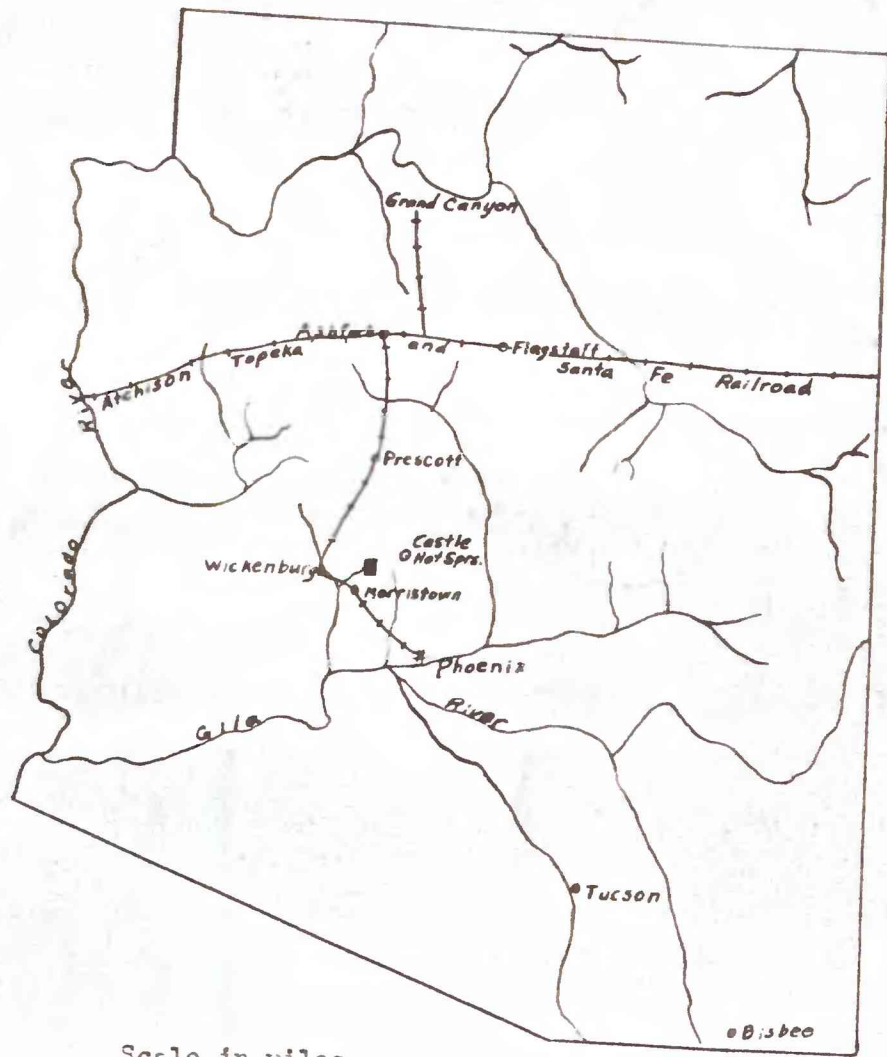 Grand Canyon
Ashfork
Atchison Topeka and Santa Fe Railroad
Flagstaff
Colorado River
Prescott
Castle
Hot Sprs.
Wickenburg
Morristown
Phoenix
Gila River
Tucson
Bisbee
Scale in miles